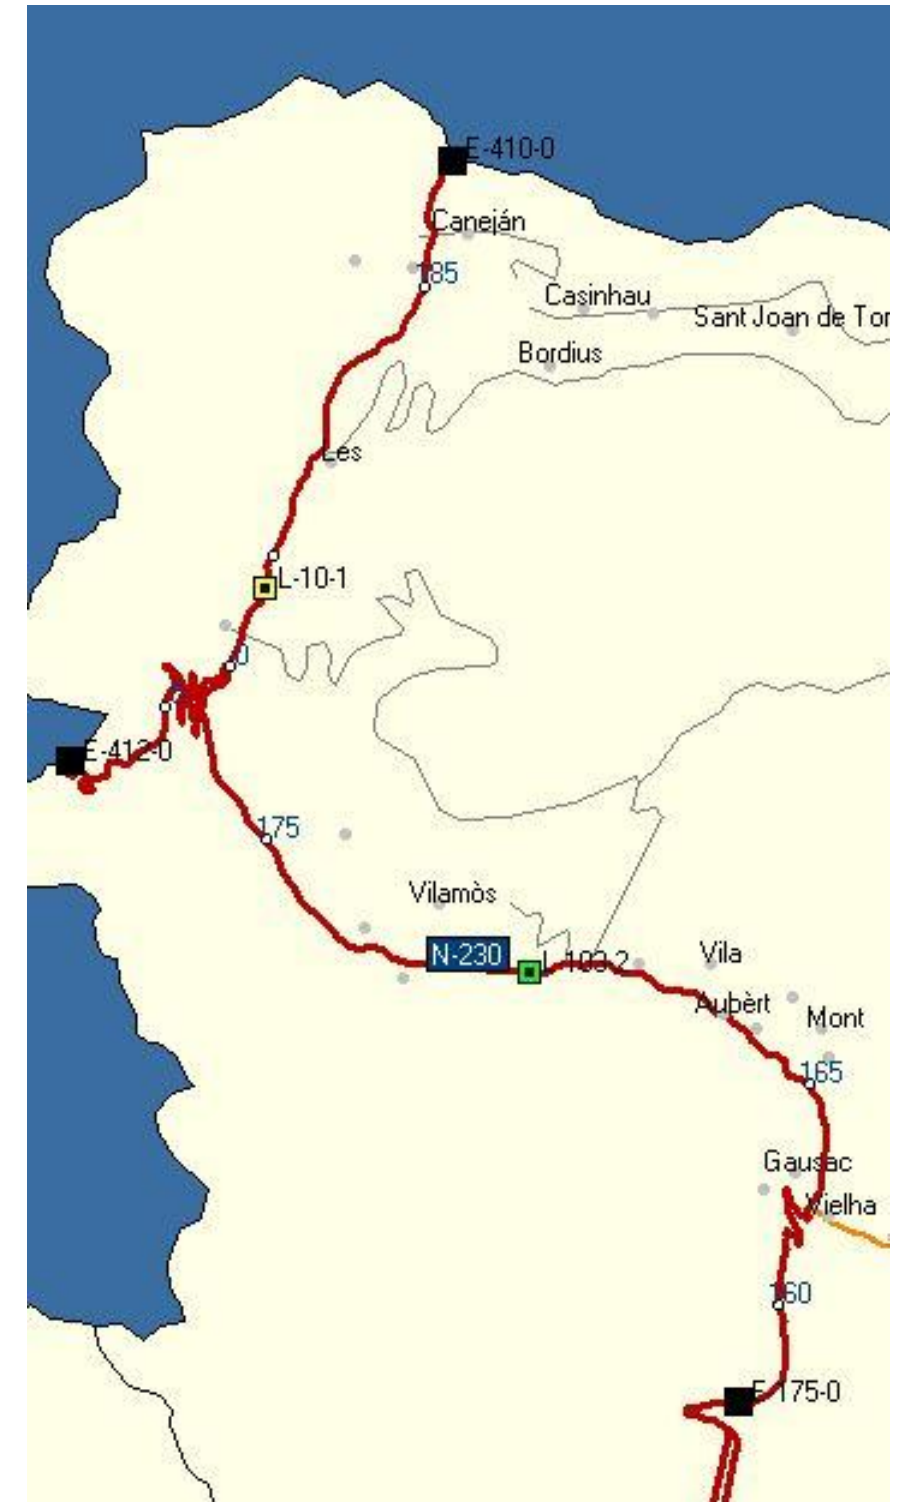 E-410-0
Caneján
185
Casinhau
Sant Joan de Tor
Bordius
Les
L-10-1
0
E-412-0
175
Vilamòs
N-230
L-103-2
Vila
Aubèrt
Mont
165
Gausac
Vielha
160
E-175-0